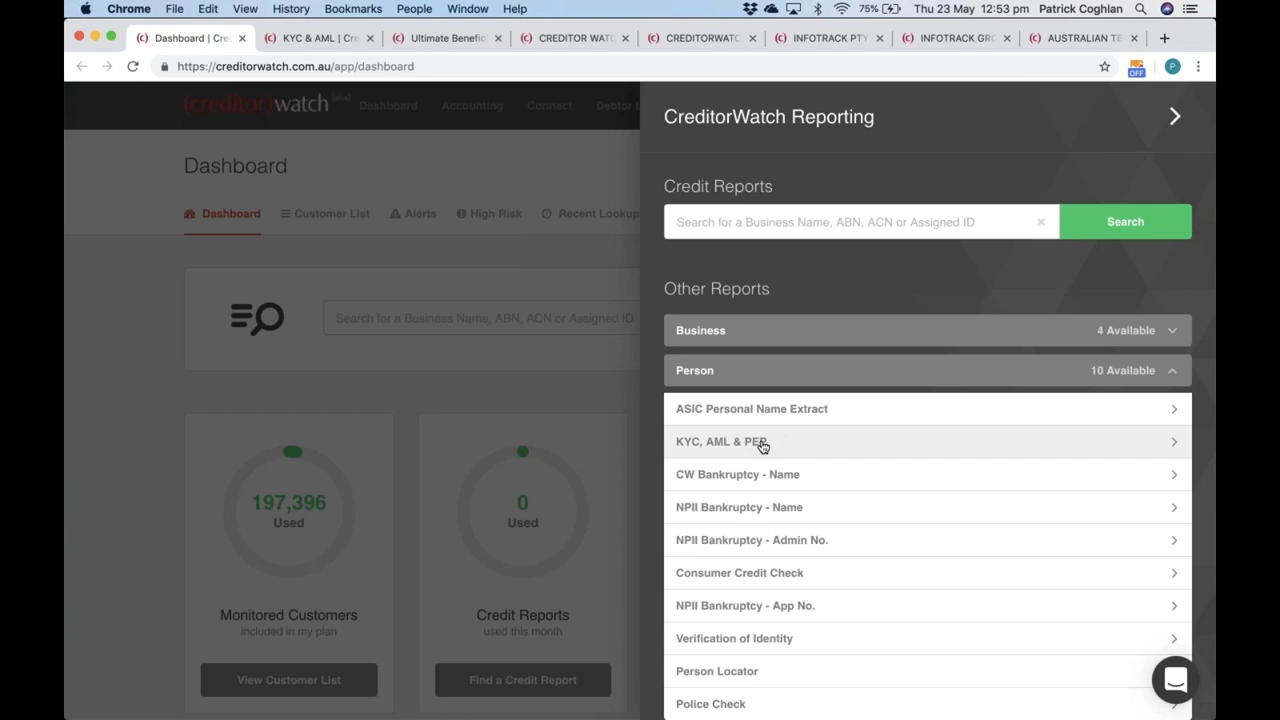 Chrome File Edit View History Bookmarks People Window Help 75% Thu 23 May 12:53 pm Patrick Coghlan
Dashboard | Cre KYC & AML | Cre Ultimate Benefic CREDITOR WATC CREDITORWATC INFOTRACK PTY INFOTRACK GRO AUSTRALIAN TE
https://creditorwatch.com.au/app/dashboard OFF P
(creditor)watch Dashboard Accounting Connect Debtor L
CreditorWatch Reporting
Dashboard
Credit Reports
Dashboard Customer List Alerts High Risk Recent Lookup
Search for a Business Name, ABN, ACN or Assigned ID Search
Other Reports
Search for a Business Name, ABN, ACN or Assigned ID
Business 4 Available
Person 10 Available
ASIC Personal Name Extract
KYC, AML & PEP
CW Bankruptcy - Name
NPII Bankruptcy - Name
NPII Bankruptcy - Admin No.
Consumer Credit Check
NPII Bankruptcy - App No.
Verification of Identity
Person Locator
Police Check
197,396
Used
Monitored Customers
included in my plan
View Customer List
0
Used
Credit Reports
used this month
Find a Credit Report